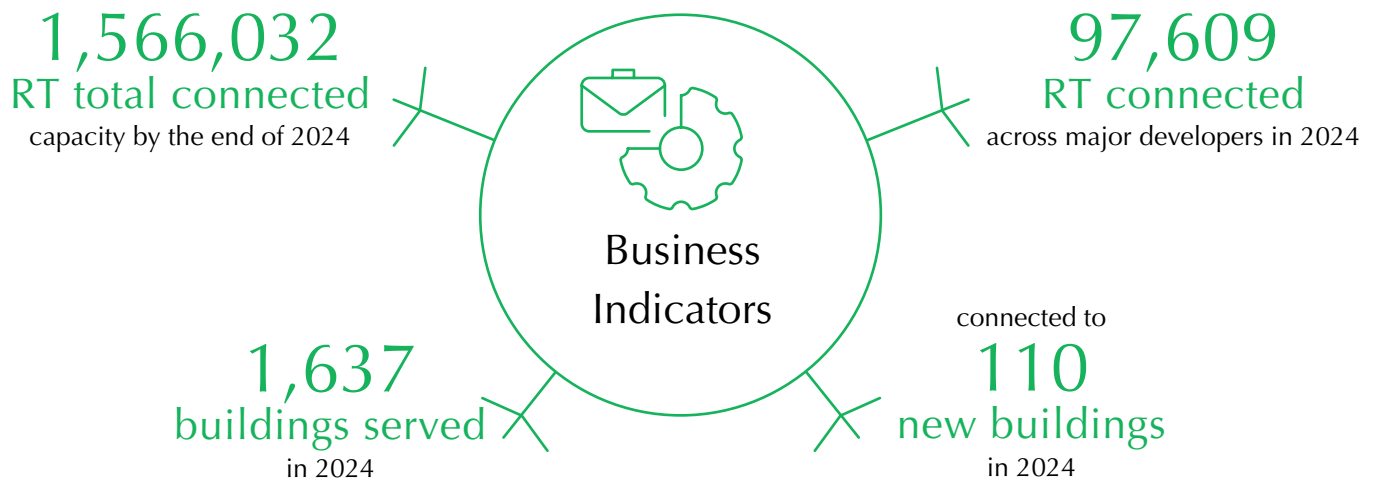 1,566,032
RT total connected
capacity by the end of 2024
97,609
RT connected
across major developers in 2024
Business
Indicators
1,637
buildings served
in 2024
connected to
110
new buildings
in 2024